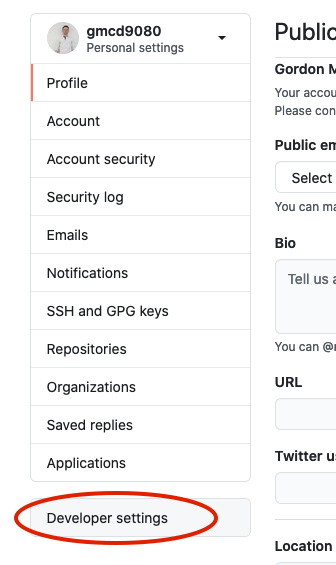 gmcd9080
Personal settings
Profile
Account
Account security
Security log
Emails
Notifications
SSH and GPG keys
Repositories
Organizations
Saved replies
Applications
Developer settings
Public
Gordon M
Your accou
Please con
Public em
Select
You can ma
Bio
Tell us a
You can @
URL
Twitter us
Location